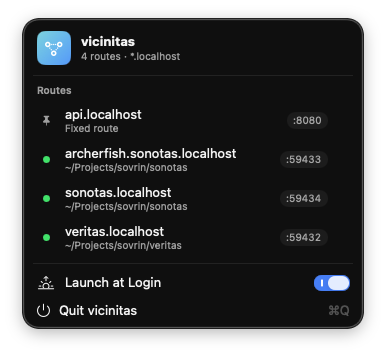 vicinitas
4 routes · *.localhost
Routes
api.localhost
Fixed route
:8080
archerfish.sonotas.localhost
~/Projects/sovrin/sonotas
:59433
sonotas.localhost
~/Projects/sovrin/sonotas
:59434
veritas.localhost
~/Projects/sovrin/veritas
:59432
Launch at Login
Quit vicinitas ⌘Q